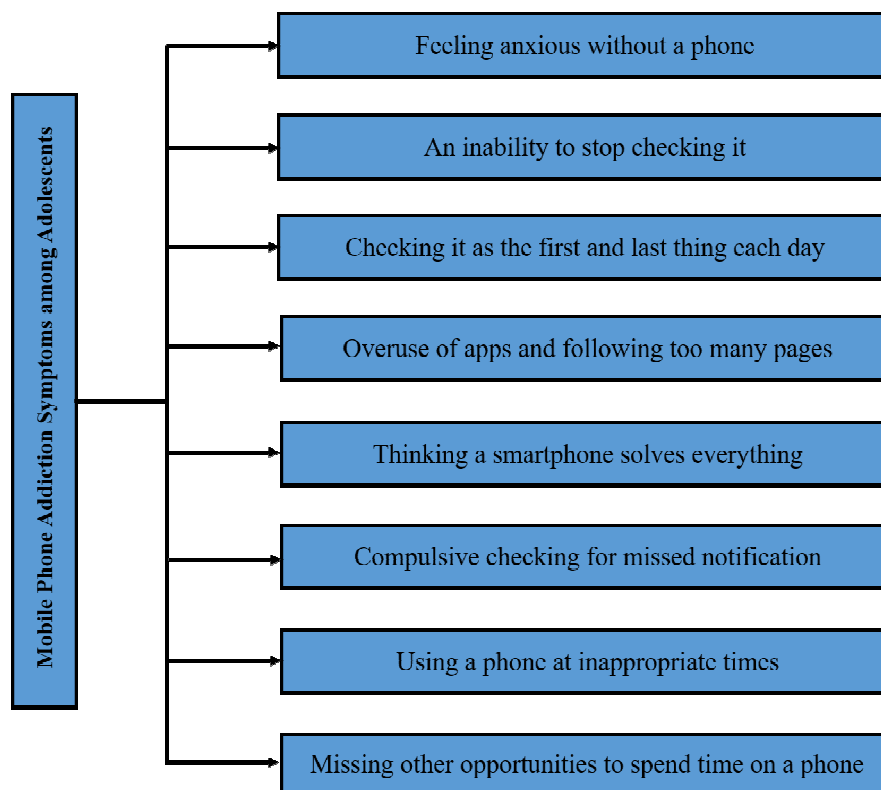 Mobile Phone Addiction Symptoms among Adolescents
Feeling anxious without a phone
An inability to stop checking it
Checking it as the first and last thing each day
Overuse of apps and following too many pages
Thinking a smartphone solves everything
Compulsive checking for missed notification
Using a phone at inappropriate times
Missing other opportunities to spend time on a phone